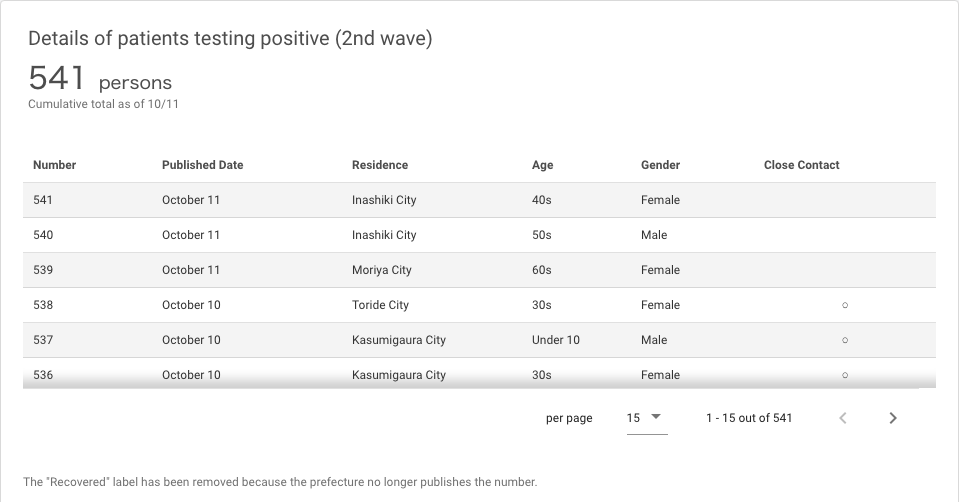 Details of patients testing positive (2nd wave)
541 persons
Cumulative total as of 10/11
Number Published Date Residence Age Gender Close Contact
541 October 11 Inashiki City 40s Female
540 October 11 Inashiki City 50s Male
539 October 11 Moriya City 60s Female
538 October 10 Toride City 30s Female ○
537 October 10 Kasumigaura City Under 10 Male ○
536 October 10 Kasumigaura City 30s Female ○
per page 15 1 - 15 out of 541
The "Recovered" label has been removed because the prefecture no longer publishes the number.